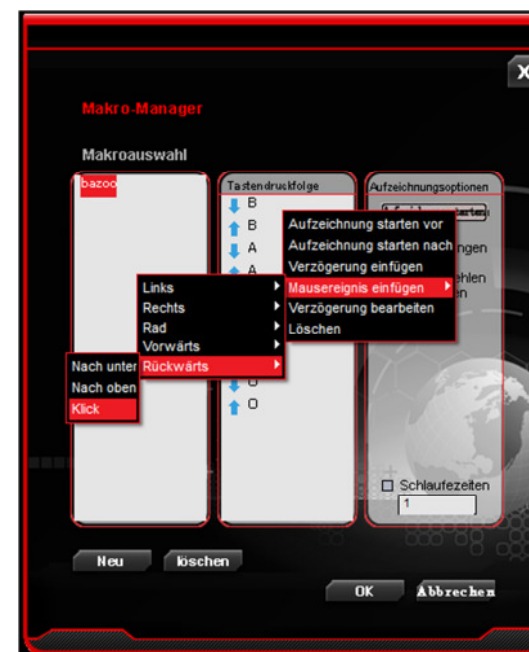 X
Makro-Manager
Makroauswahl
bazoo
Tastendruckfolge
B
B
A
A
O
Aufzeichnungsoptionen
Aufzeichnung starten vor
Aufzeichnung starten nach
Verzögerung einfügen
Mausereignis einfügen
Verzögerung bearbeiten
Löschen
Links
Rechts
Rad
Vorwärts
Rückwärts
Nach unter
Nach oben
Klick
Schlaufezeiten
1
Neu
löschen
OK
Abbrechen